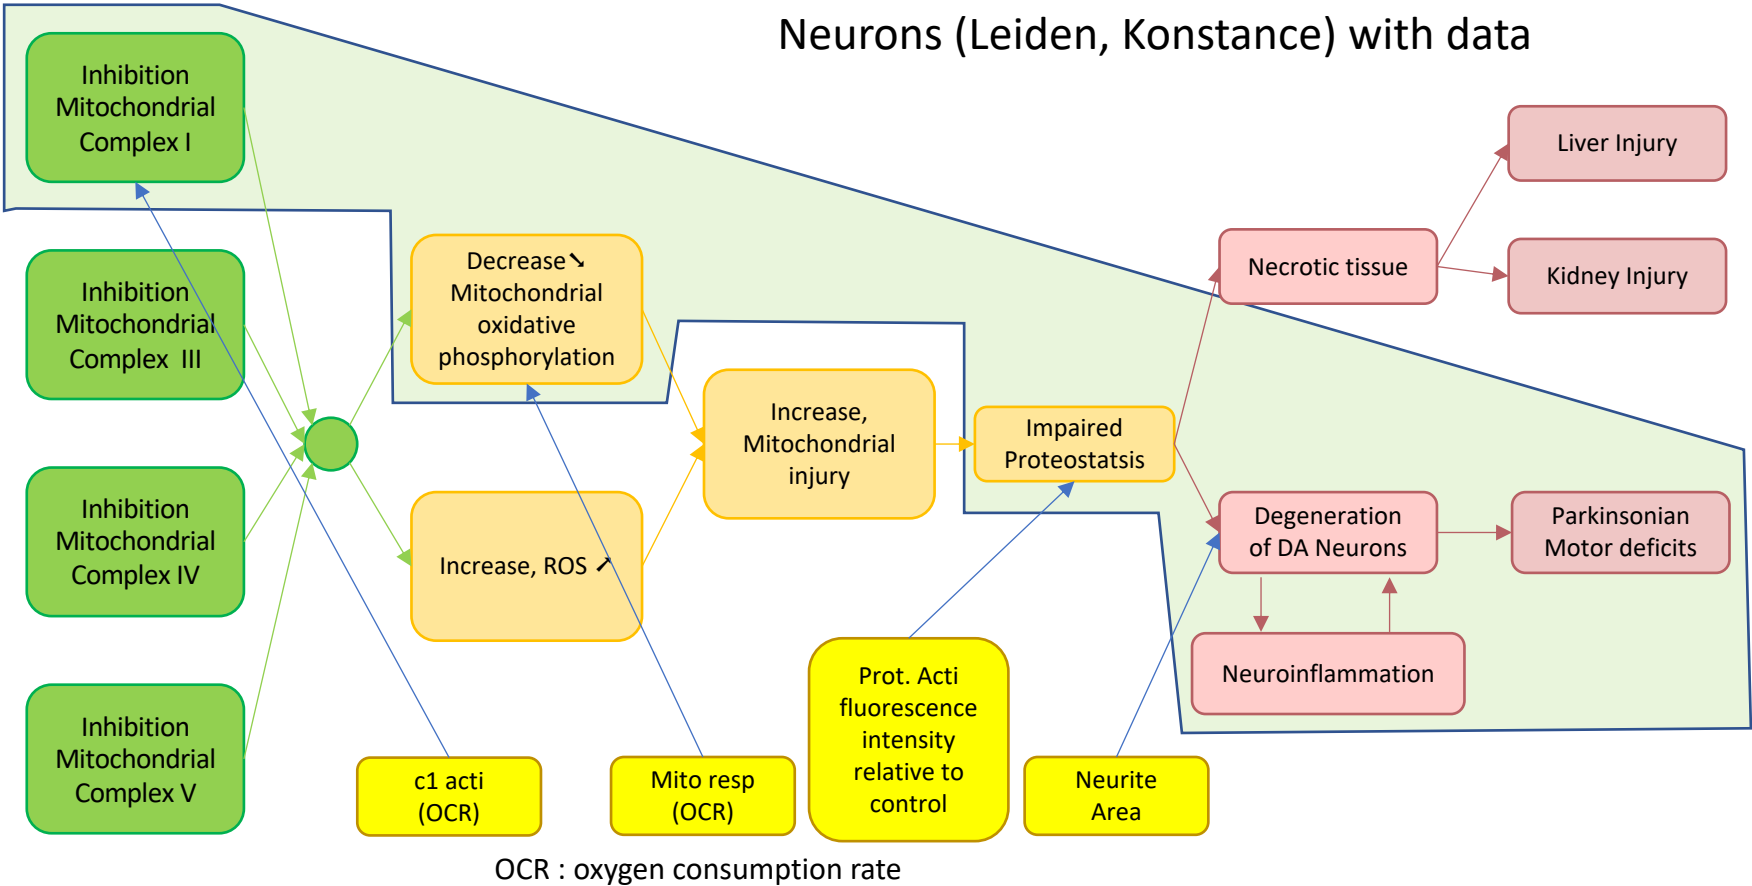 Neurons (Leiden, Konstance) with data
Inhibition
Mitochondrial
Complex I
Inhibition
Mitochondrial
Complex  III
Inhibition
Mitochondrial
Complex IV
Inhibition
Mitochondrial
Complex V
Decrease➘
Mitochondrial
oxidative
phosphorylation
Increase, ROS ➚
Increase,
Mitochondrial
injury
Impaired
Proteostatsis
Necrotic tissue
Liver Injury
Kidney Injury
Degeneration
of DA Neurons
Parkinsonian
Motor deficits
Neuroinflammation
c1 acti
(OCR)
Mito resp
(OCR)
Prot. Acti
fluorescence
intensity
relative to
control
Neurite
Area
OCR : oxygen consumption rate